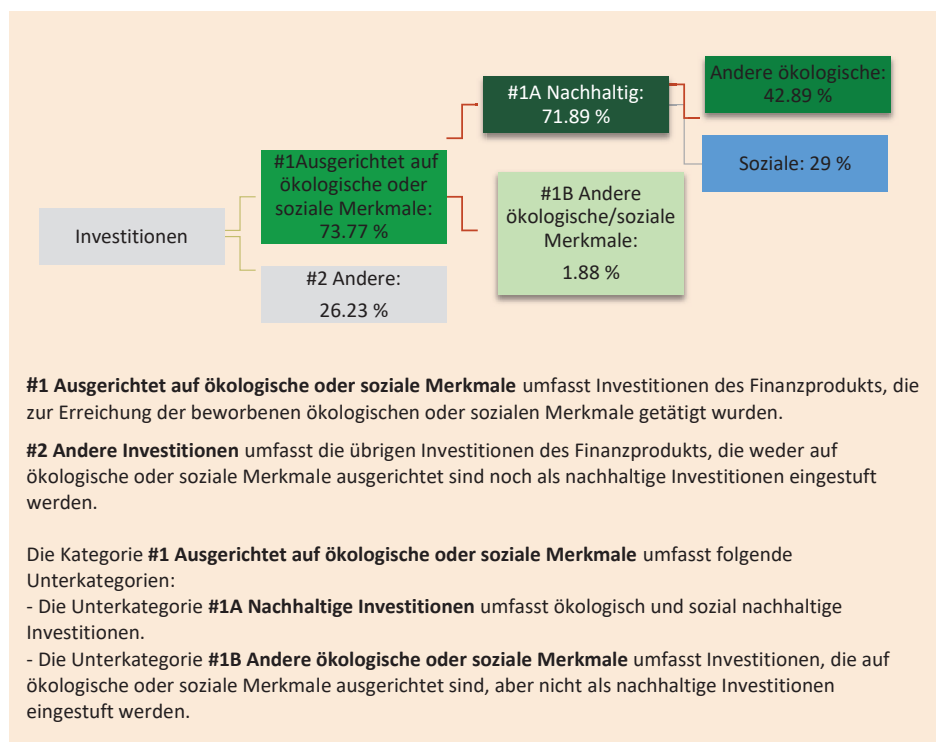 Investitionen
#1Ausgerichtet auf
ökologische oder
soziale Merkmale:
73.77 %
#2 Andere:
26.23 %
#1A Nachhaltig:
71.89 %
#1B Andere
ökologische/soziale
Merkmale:
1.88 %
Andere ökologische:
42.89 %
Soziale: 29 %
#1 Ausgerichtet auf ökologische oder soziale Merkmale umfasst Investitionen des Finanzprodukts, die
zur Erreichung der beworbenen ökologischen oder sozialen Merkmale getätigt wurden.
#2 Andere Investitionen umfasst die übrigen Investitionen des Finanzprodukts, die weder auf
ökologische oder soziale Merkmale ausgerichtet sind noch als nachhaltige Investitionen eingestuft
werden.
Die Kategorie #1 Ausgerichtet auf ökologische oder soziale Merkmale umfasst folgende
Unterkategorien:
- Die Unterkategorie #1A Nachhaltige Investitionen umfasst ökologisch und sozial nachhaltige
Investitionen.
- Die Unterkategorie #1B Andere ökologische oder soziale Merkmale umfasst Investitionen, die auf
ökologische oder soziale Merkmale ausgerichtet sind, aber nicht als nachhaltige Investitionen
eingestuft werden.